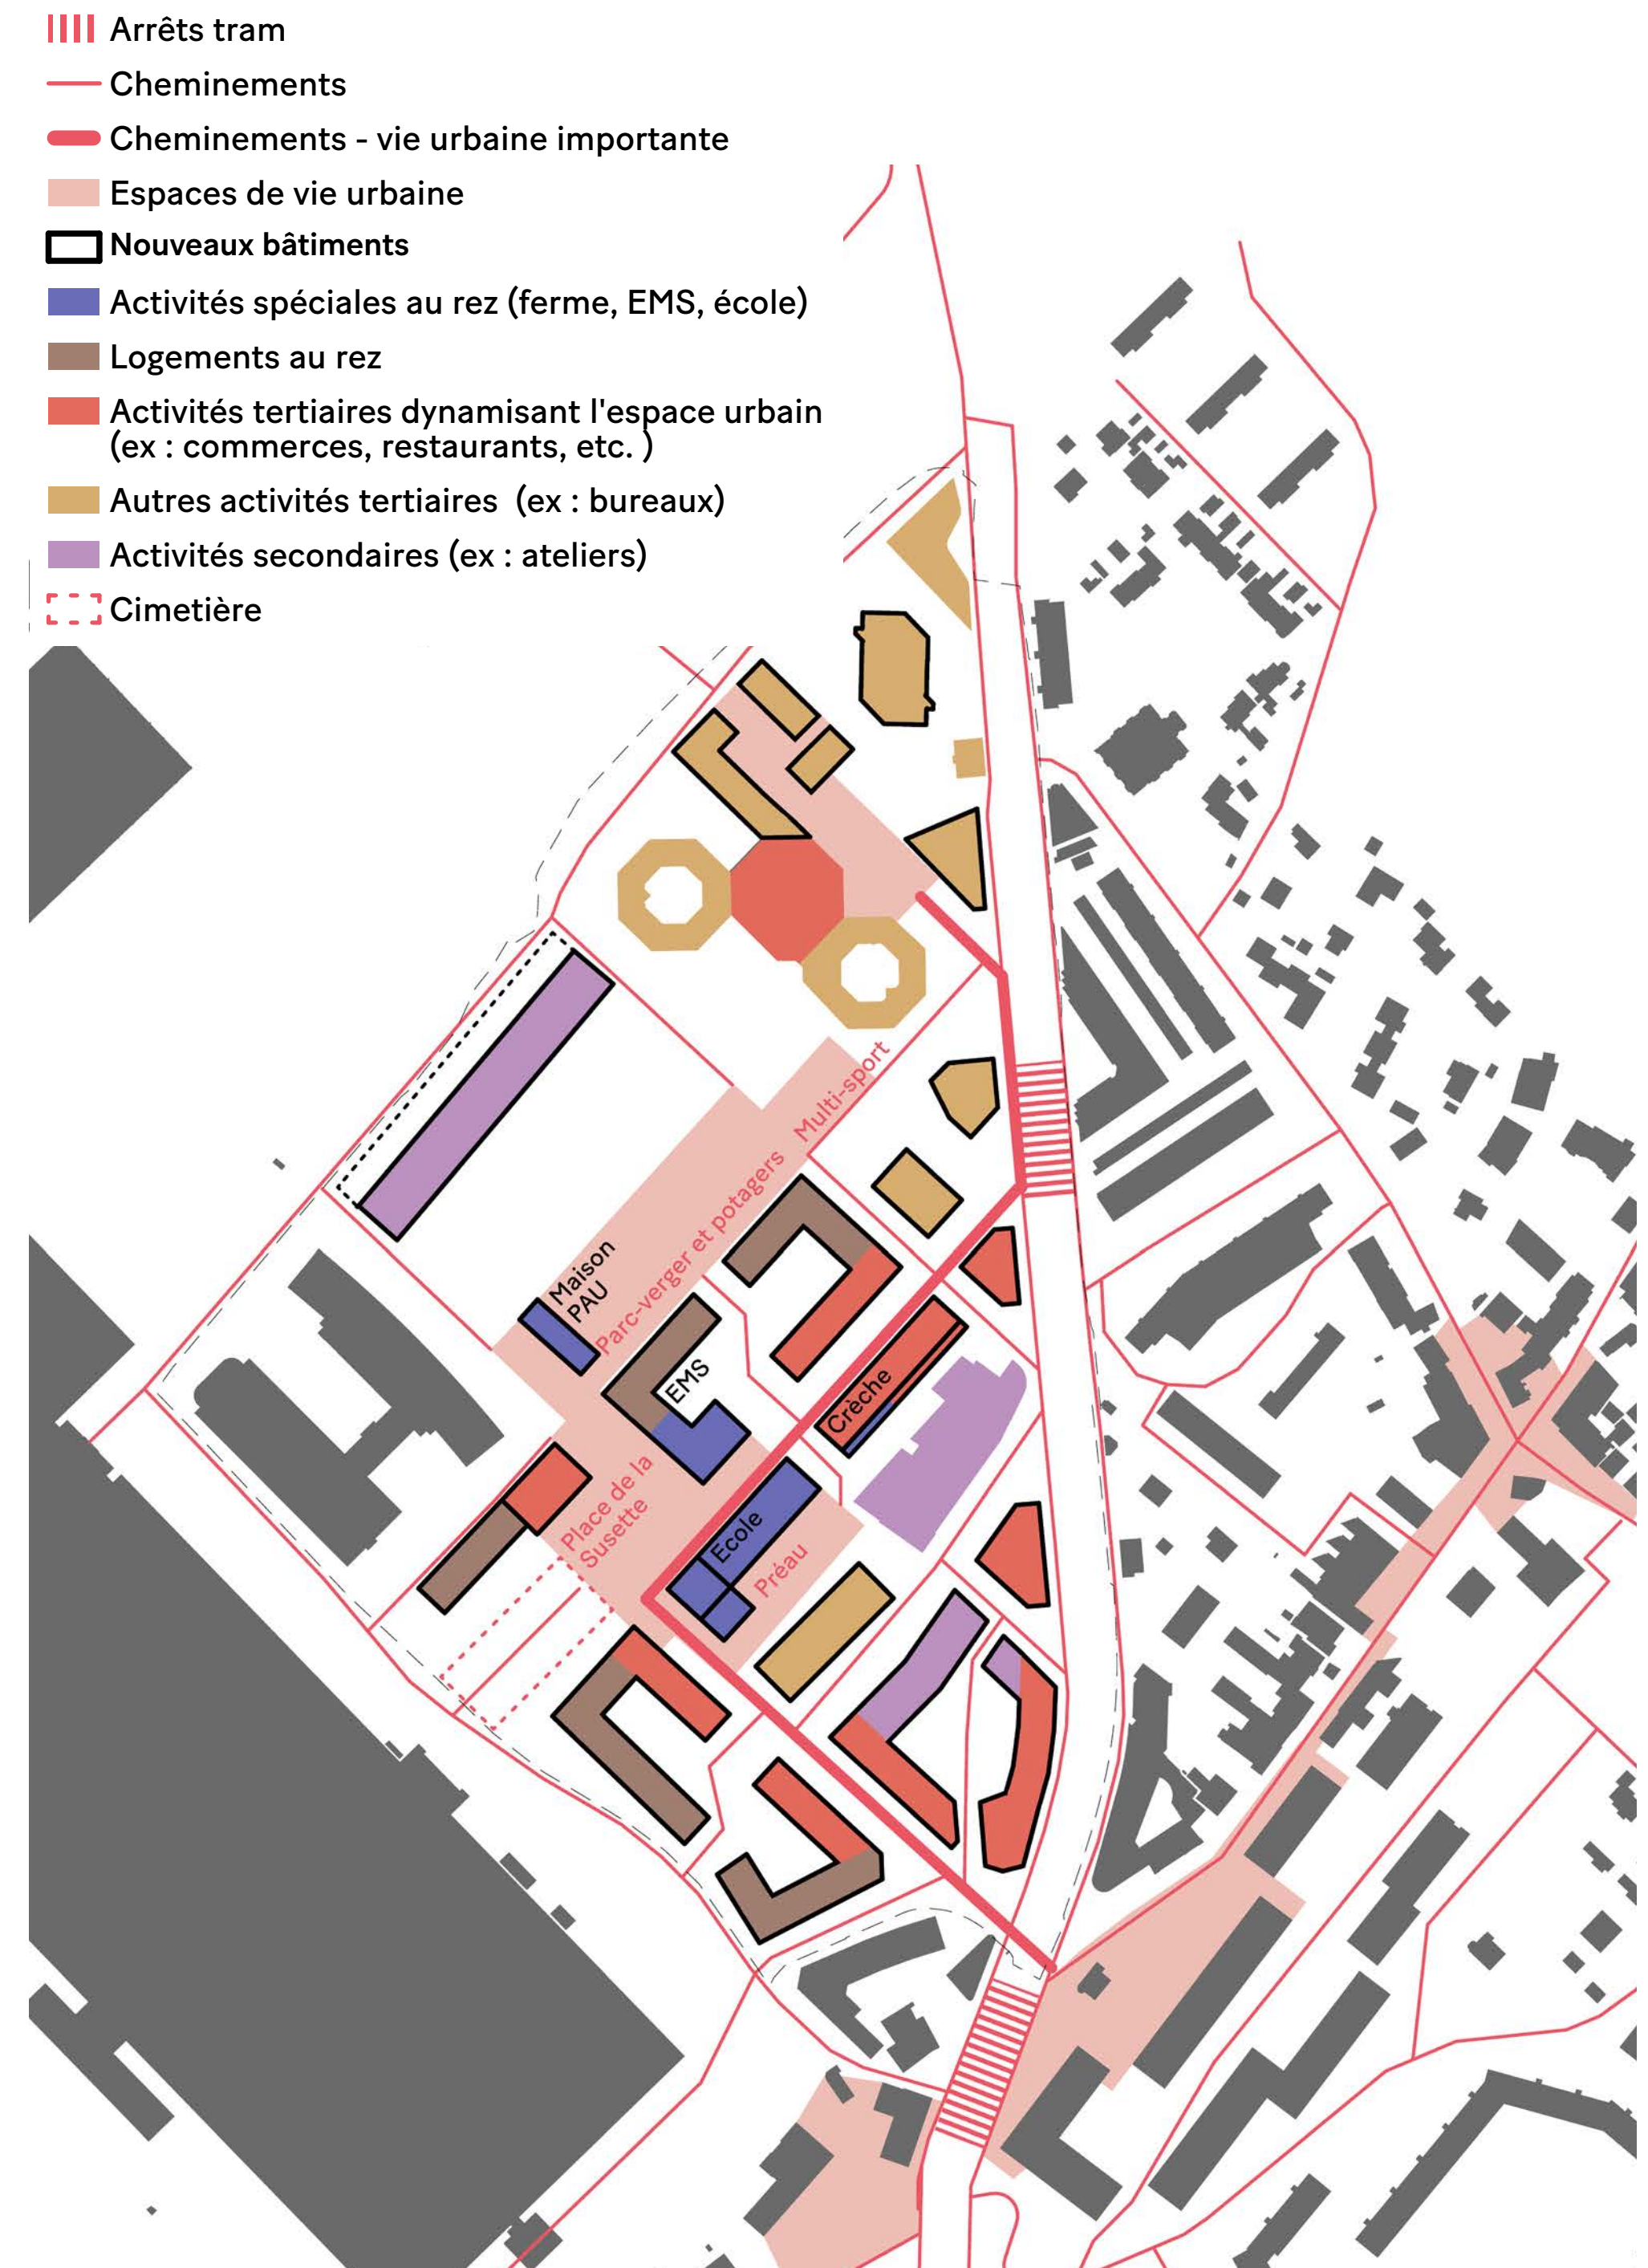 Arrêts tram
Cheminements
Cheminements - vie urbaine importante
Espaces de vie urbaine
Nouveaux bâtiments
Activités spéciales au rez (ferme, EMS, école)
Logements au rez
Activités tertiaires dynamisant l'espace urbain
(ex : commerces, restaurants, etc. )
Autres activités tertiaires (ex : bureaux)
Activités secondaires (ex : ateliers)
Cimetière
Multi-sport
Parc-verger et potagers
Maison
PAU
EMS
Crèche
Place de la
Susette
Ecole
Préau